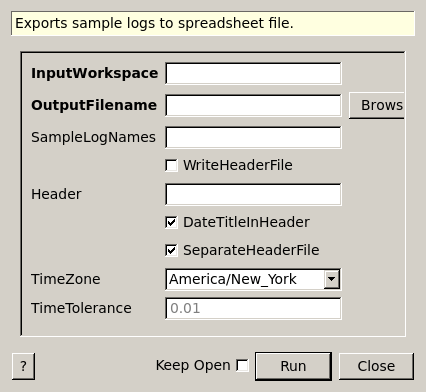 Exports sample logs to spreadsheet file.
InputWorkspace
OutputFilename Brows
SampleLogNames
WriteHeaderFile
Header
DateTitleInHeader
SeparateHeaderFile
TimeZone America/New_York
TimeTolerance 0.01
? Keep Open Run Close